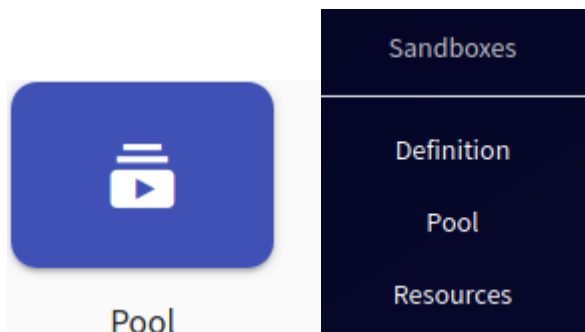 Pool
Sandboxes
Definition
Pool
Resources